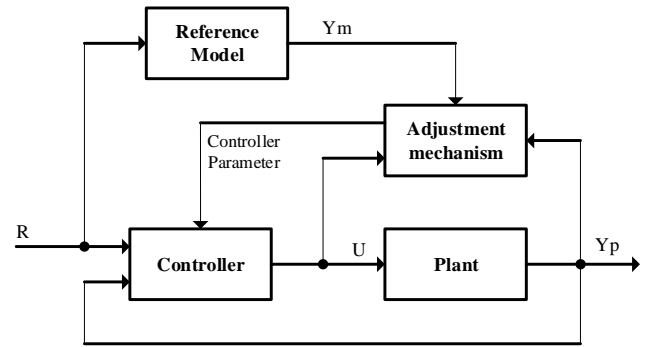 Reference
Model
Ym
Adjustment
mechanism
Controller
Parameter
R
Controller
U
Plant
Yp